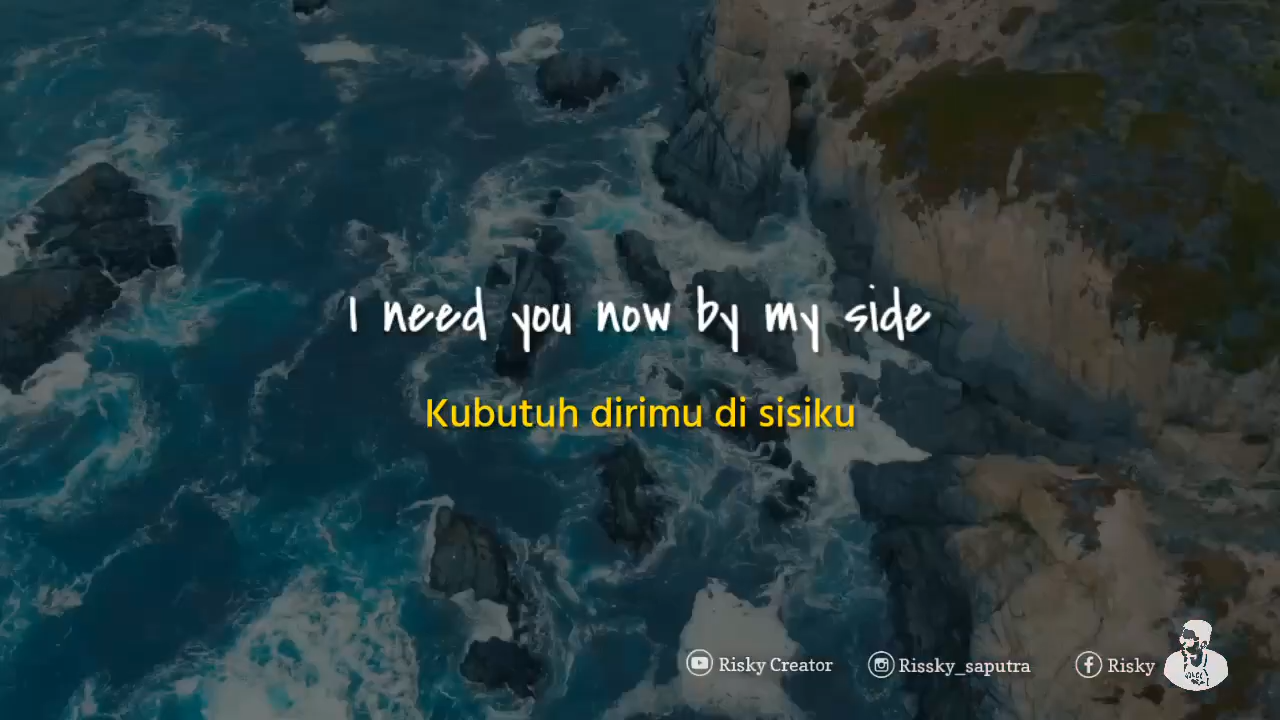 I need you now by my side
Kubutuh dirimu di sisiku
Risky Creator Rissky_saputra Risky